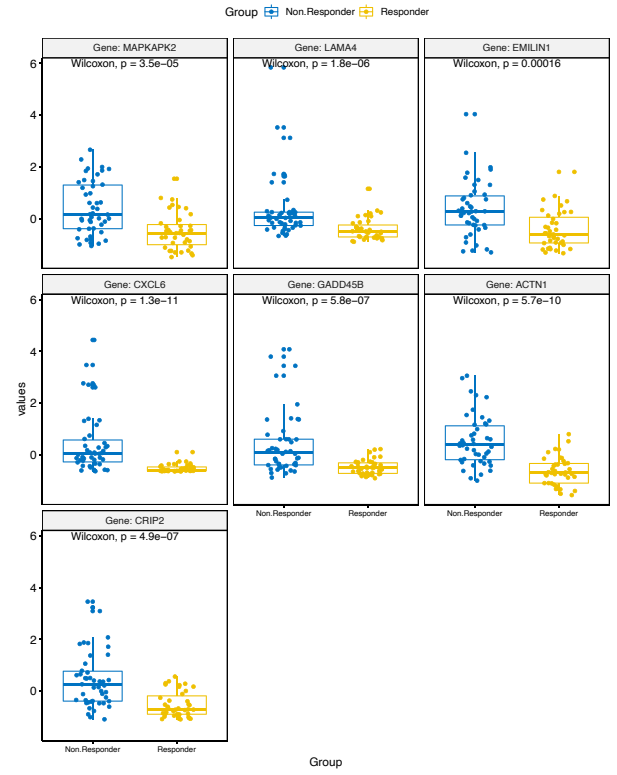 Group Non.Responder Responder
Gene: MAPKAPK2 Gene: LAMA4 Gene: EMILIN1
Wilcoxon, p = 3.5e−05 Wilcoxon, p = 1.8e−06 Wilcoxon, p = 0.00016
6
4
2
0
Gene: CXCL6 Gene: GADD45B Gene: ACTN1
Wilcoxon, p = 1.3e−11 Wilcoxon, p = 5.8e−07 Wilcoxon, p = 5.7e−10
6
4
2
0
values
Non.Responder Responder Non.Responder Responder
Gene: CRIP2
Wilcoxon, p = 4.9e−07
6
4
2
0
Non.Responder Responder
Group